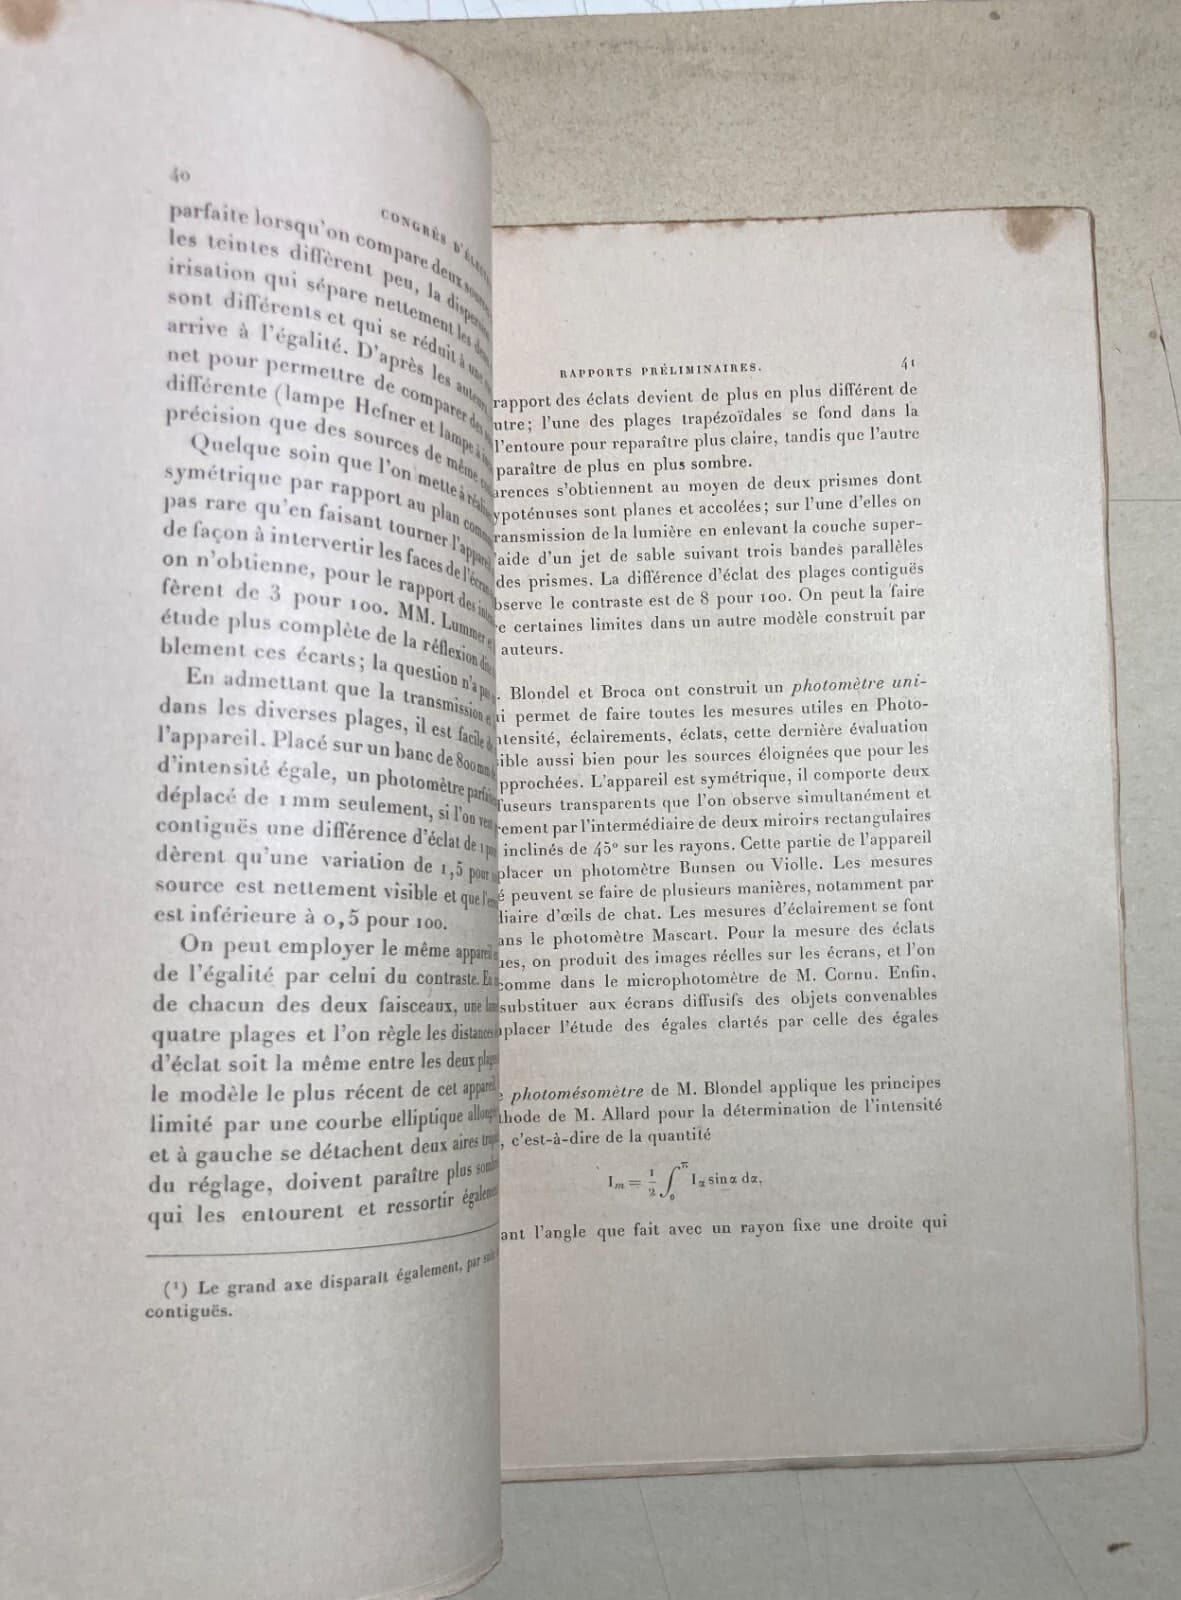 40
CONGRÈS
parfaite lorsqu'on compare deux
les teintes diffèrent peu, la
irisation qui sépare nettement les
sont différents et qui se réduit à une
arrive à l'égalité. D'après les auteurs,
net pour permettre de comparer des
différente (lampe Hefner et lampe à
précision que des sources de même
Quelque soin que l'on mette à
symétrique par rapport au plan
pas rare qu'en faisant tourner l'appareil
de façon à intervertir les faces de
on n'obtienne, pour le rapport des
fèrent de 3 pour 100. MM. Lummer
étude plus complète de la réflexion
blement ces écarts; la question n'a
En admettant que la transmission
dans les diverses plages, il est facile
l'appareil. Placé sur un banc de 800mm
d'intensité égale, un photomètre
déplacé de 1mm seulement, si l'on
contiguës une différence d'éclat de 1
dèrent qu'une variation de 1,5 pour
source est nettement visible et que
est inférieure à 0,5 pour 100.
On peut employer le même appareil
de l'égalité par celui du contraste.
de chacun des deux faisceaux, une
quatre plages et l'on règle les distances
d'éclat soit la même entre les deux
le modèle le plus récent de cet appareil,
limité par une courbe elliptique
et à gauche se détachent deux aires
du réglage, doivent paraître plus
qui les entourent et ressortir
(¹) Le grand axe disparaît également, par
contiguës.
RAPPORTS PRÉLIMINAIRES. 41
rapport des éclats devient de plus en plus différent de
utre; l'une des plages trapézoïdales se fond dans la
l'entoure pour reparaître plus claire, tandis que l'autre
paraître de plus en plus sombre.
arences s'obtiennent au moyen de deux prismes dont
ypoténuses sont planes et accolées; sur l'une d'elles on
ransmission de la lumière en enlevant la couche super-
'aide d'un jet de sable suivant trois bandes parallèles
des prismes. La différence d'éclat des plages contiguës
bserve le contraste est de 8 pour 100. On peut la faire
certaines limites dans un autre modèle construit par
auteurs.
. Blondel et Broca ont construit un photomètre uni-
i permet de faire toutes les mesures utiles en Photo-
ntensité, éclairements, éclats, cette dernière évaluation
ible aussi bien pour les sources éloignées que pour les
pprochées. L'appareil est symétrique, il comporte deux
fuseurs transparents que l'on observe simultanément et
rement par l'intermédiaire de deux miroirs rectangulaires
inclinés de 45° sur les rayons. Cette partie de l'appareil
placer un photomètre Bunsen ou Violle. Les mesures
é peuvent se faire de plusieurs manières, notamment par
diaire d'œils de chat. Les mesures d'éclairement se font
ans le photomètre Mascart. Pour la mesure des éclats
ues, on produit des images réelles sur les écrans, et l'on
comme dans le microphotomètre de M. Cornu. Enfin,
substituer aux écrans diffusifs des objets convenables
placer l'étude des égales clartés par celle des égales
photomésomètre de M. Blondel applique les principes
thode de M. Allard pour la détermination de l'intensité
, c'est-à-dire de la quantité
Iₘ = 1/2 ∫₀^π I_α sin α dα,
ant l'angle que fait avec un rayon fixe une droite qui